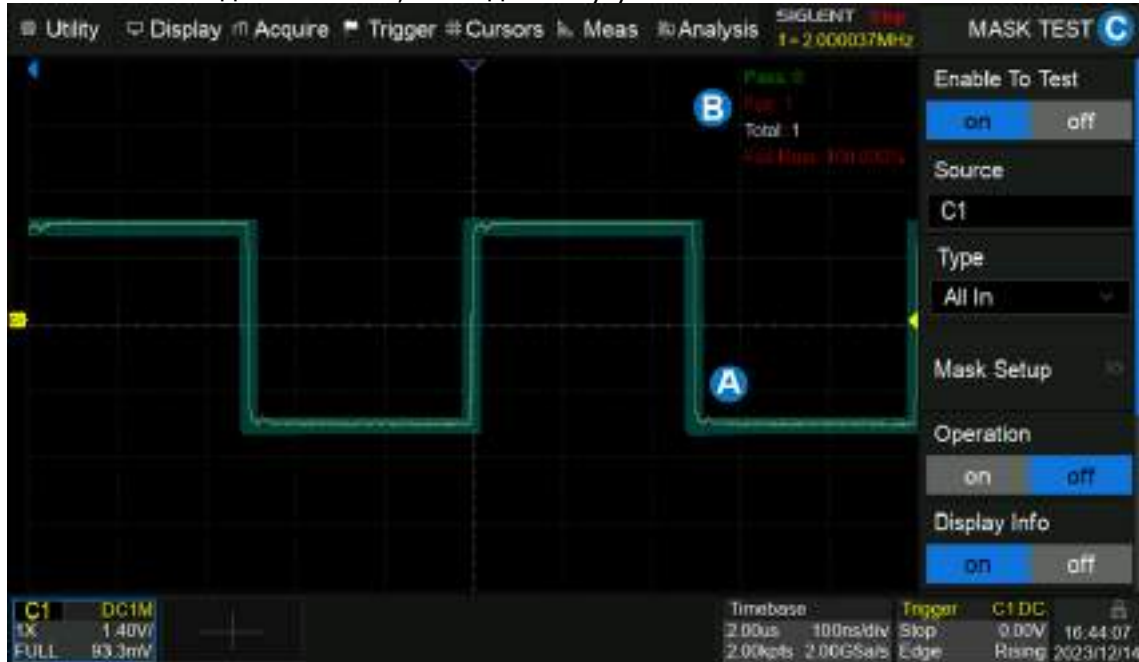 Utility Display Acquire Trigger Cursors Meas Analysis
SIGLENT Stop
f = 2.000037MHz
MASK TEST C
Pass: 0
B
Total: 1
Enable To Test
on off
Source
C1
Type
All In
Mask Setup
A
Operation
on off
Display Info
on off
C1 DC1M
1X 1.40V/
FULL 93.3mV
Timebase
2.00us 100ns/div
2.00kpts 2.00GSa/s
Trigger C1 DC
Stop 0.00V
Edge Rising
16:44:07
2023/12/14